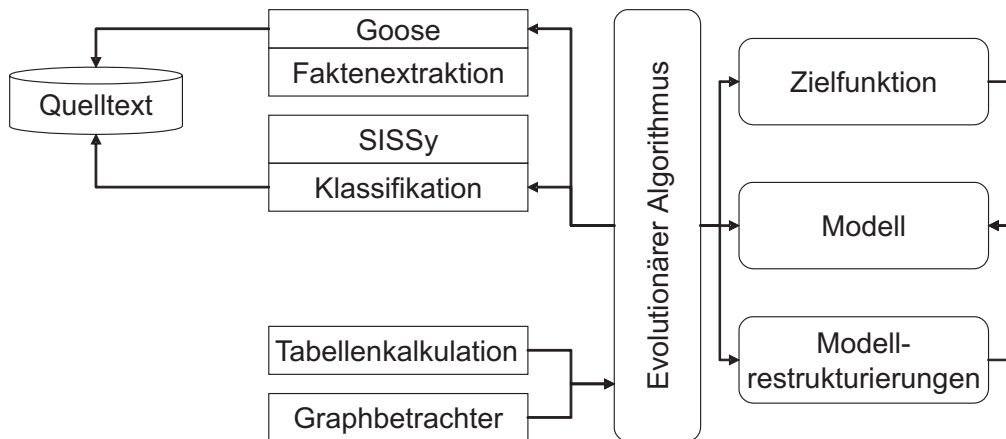 Goose
Faktenextraktion
Quelltext
SISSy
Klassifikation
Tabellenkalkulation
Graphbetrachter
Evolutionärer Algorithmus
Zielfunktion
Modell
Modell-
restrukturierungen